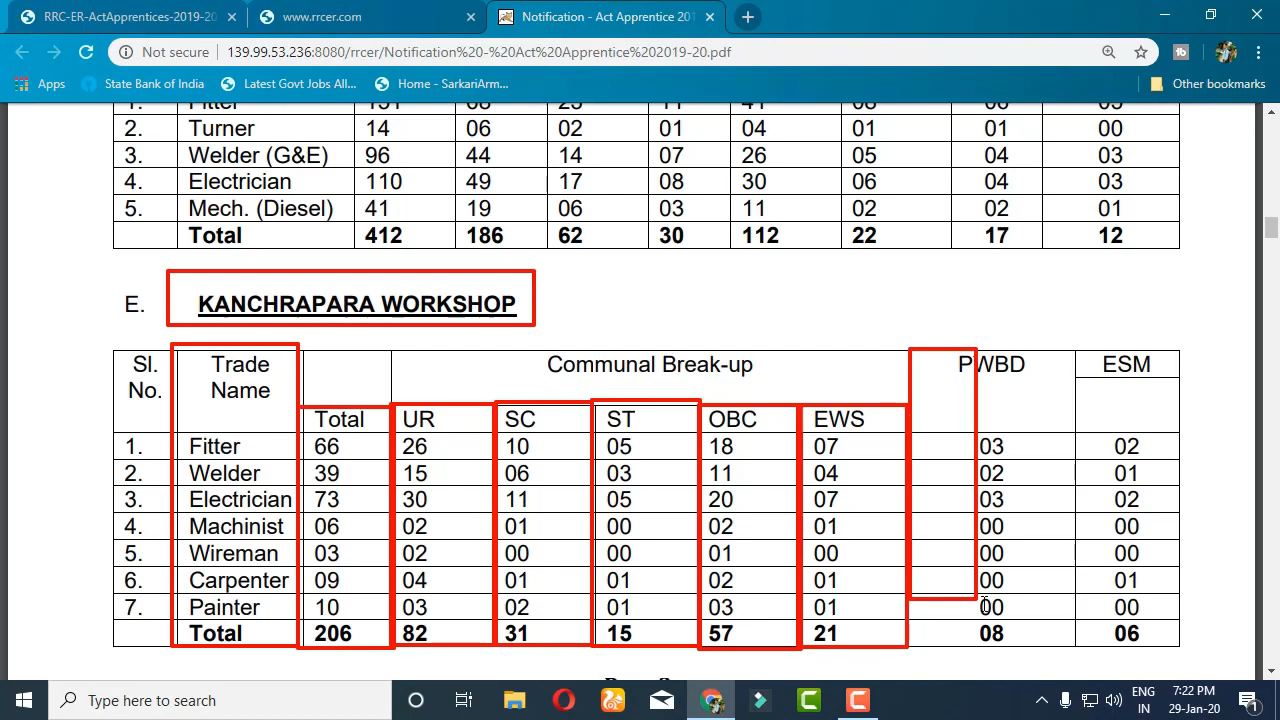 RRC-ER-ActApprentices-2019-20
www.rrcer.com
Notification - Act Apprentice 201
Not secure
139.99.53.236:8080/rrcer/Notification%20-%20Act%20Apprentice%202019-20.pdf
Apps
State Bank of India
Latest Govt Jobs All...
Home - SarkariArm...
Other bookmarks
2. Turner 14 06 02 01 04 01 01 00
3. Welder (G&E) 96 44 14 07 26 05 04 03
4. Electrician 110 49 17 08 30 06 04 03
5. Mech. (Diesel) 41 19 06 03 11 02 02 01
Total 412 186 62 30 112 22 17 12
E. KANCHRAPARA WORKSHOP
Sl. Trade Communal Break-up PWBD ESM
No. Name
Total UR SC ST OBC EWS
1. Fitter 66 26 10 05 18 07 03 02
2. Welder 39 15 06 03 11 04 02 01
3. Electrician 73 30 11 05 20 07 03 02
4. Machinist 06 02 01 00 02 01 00 00
5. Wireman 03 02 00 00 01 00 00 00
6. Carpenter 09 04 01 01 02 01 00 01
7. Painter 10 03 02 01 03 01 00 00
Total 206 82 31 15 57 21 08 06
Type here to search
ENG
IN
7:22 PM
29-Jan-20
1